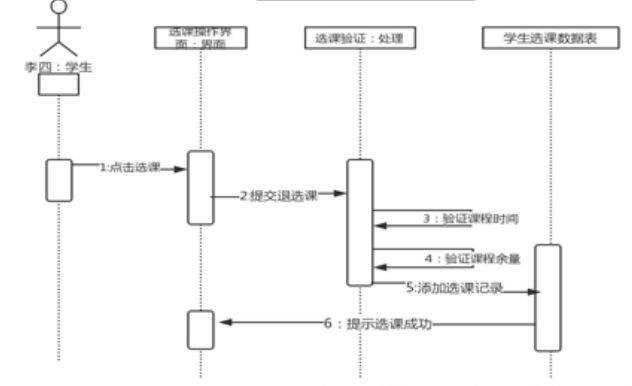 李四：学生
选课操作界
面：界面
选课验证：处理
学生选课数据表
1:点击选课
2:提交退选课
3：验证课程时间
4：验证课程余量
5:添加选课记录
6：提示选课成功